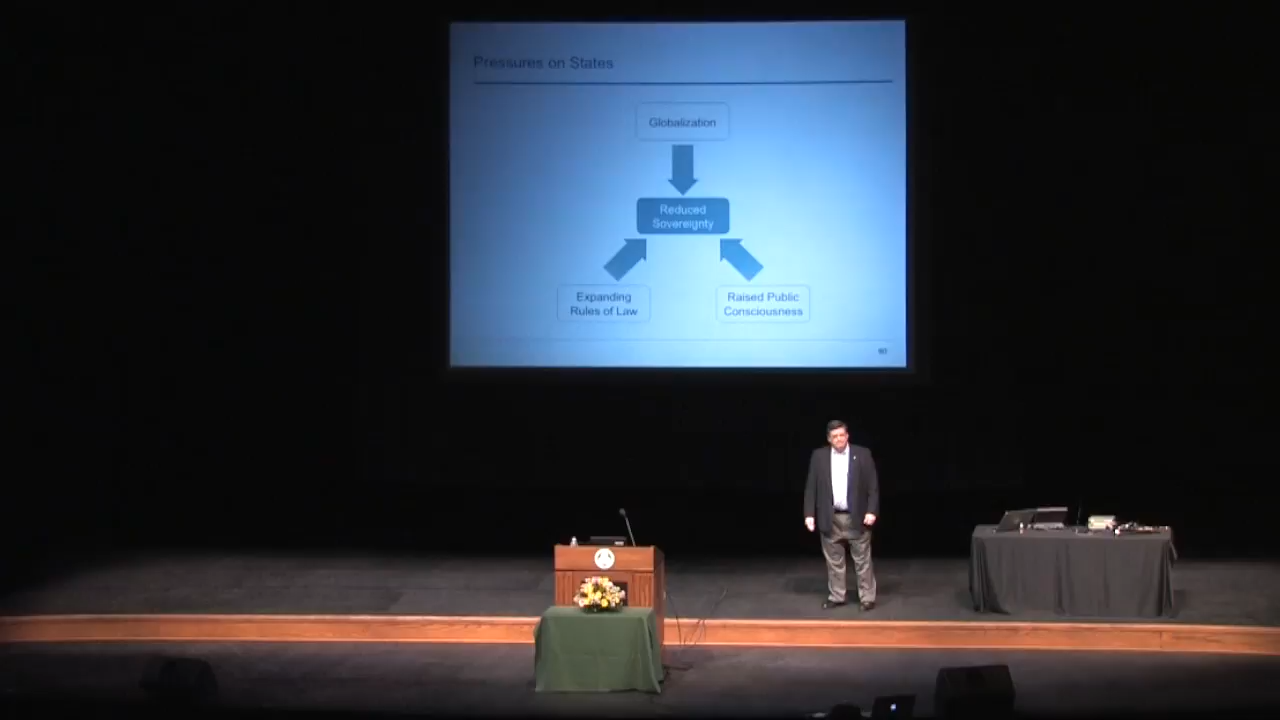 Pressures on States
Globalization
Reduced
Sovereignty
Expanding
Rules of Law
Raised Public
Consciousness